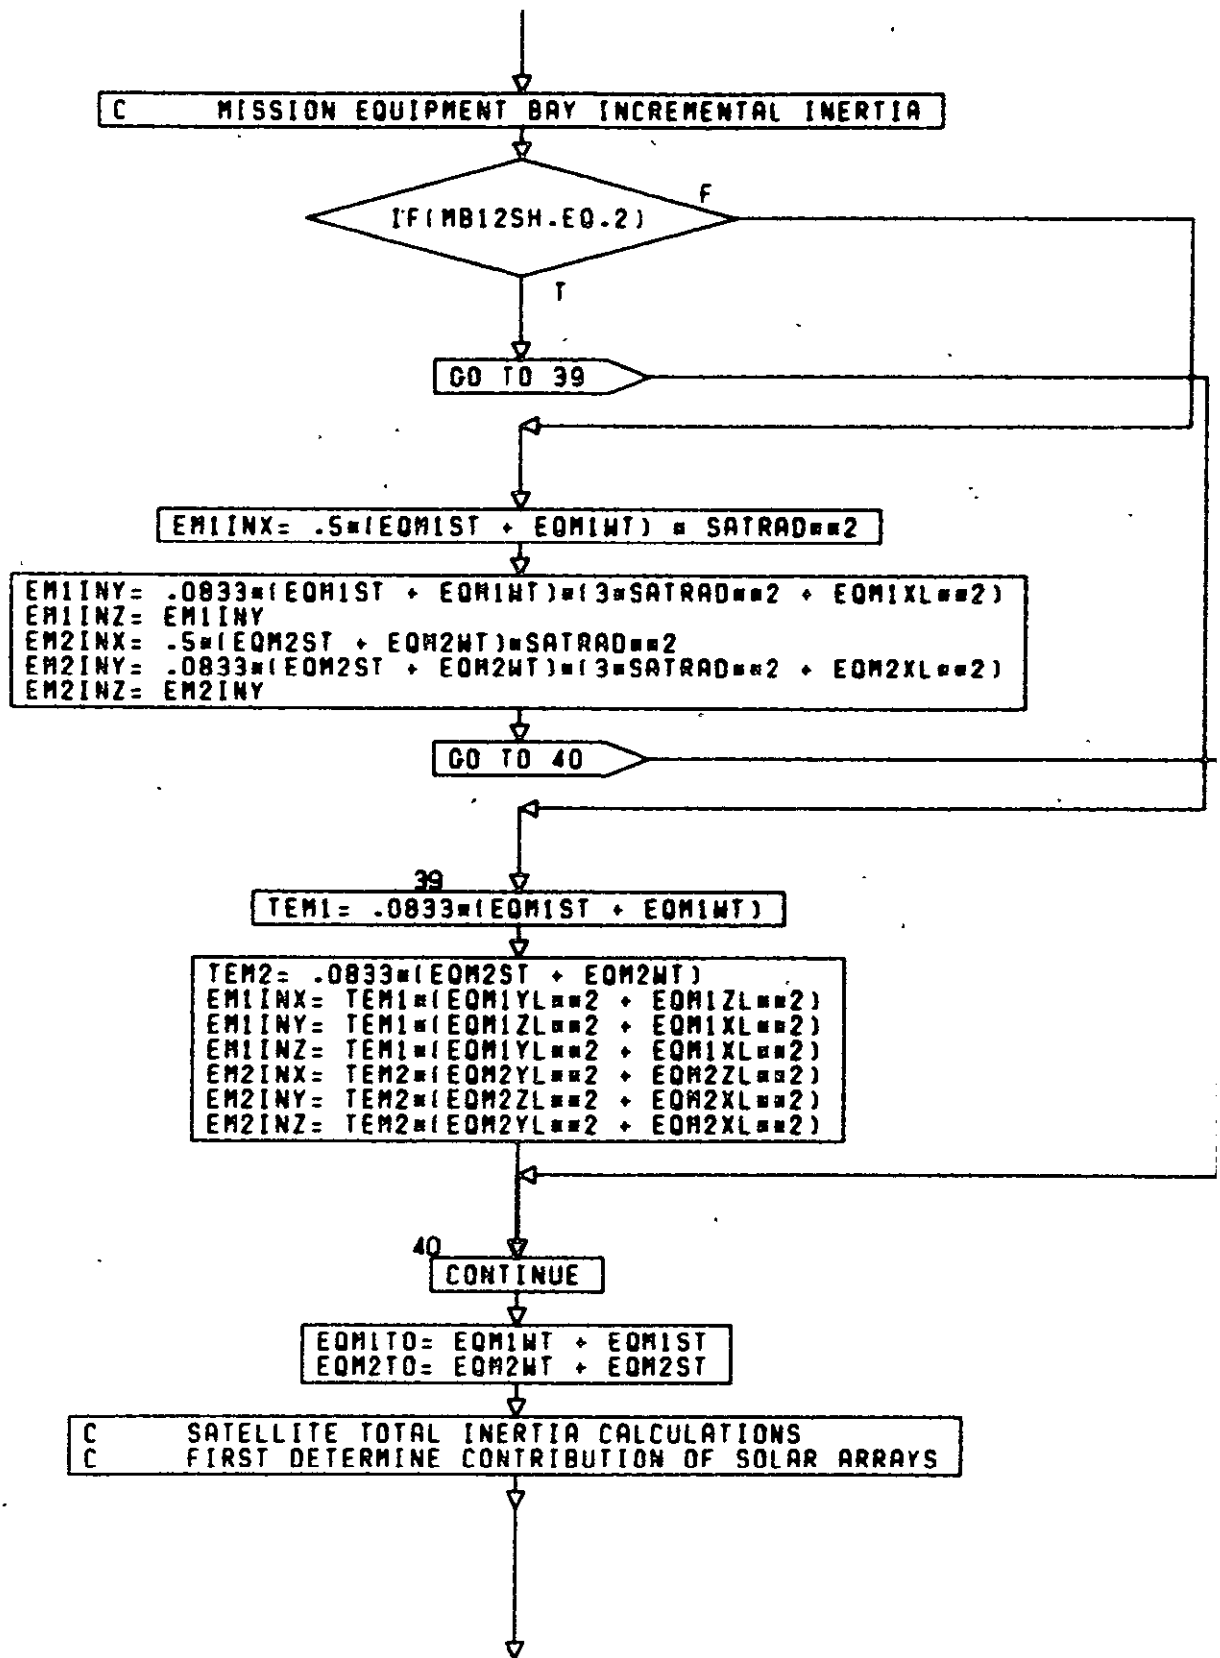 C MISSION EQUIPMENT BAY INCREMENTAL INERTIA
IF(MB12SH.EQ.2)
F
T
GO TO 39
EM1INX= .5*(EQM1ST + EQM1WT) * SATRAD**2
EM1INY= .0833*(EQM1ST + EQM1WT)*(3*SATRAD**2 + EQM1XL**2)
EM1INZ= EM1INY
EM2INX= .5*(EQM2ST + EQM2WT)*SATRAD**2
EM2INY= .0833*(EQM2ST + EQM2WT)*(3*SATRAD**2 + EQM2XL**2)
EM2INZ= EM2INY
GO TO 40
39
TEM1= .0833*(EQM1ST + EQM1WT)
TEM2= .0833*(EQM2ST + EQM2WT)
EM1INX= TEM1*(EQM1YL**2 + EQM1ZL**2)
EM1INY= TEM1*(EQM1ZL**2 + EQM1XL**2)
EM1INZ= TEM1*(EQM1YL**2 + EQM1XL**2)
EM2INX= TEM2*(EQM2YL**2 + EQM2ZL**2)
EM2INY= TEM2*(EQM2ZL**2 + EQM2XL**2)
EM2INZ= TEM2*(EQM2YL**2 + EQM2XL**2)
40
CONTINUE
EQM1TO= EQM1WT + EQM1ST
EQM2TO= EQM2WT + EQM2ST
C SATELLITE TOTAL INERTIA CALCULATIONS
C FIRST DETERMINE CONTRIBUTION OF SOLAR ARRAYS